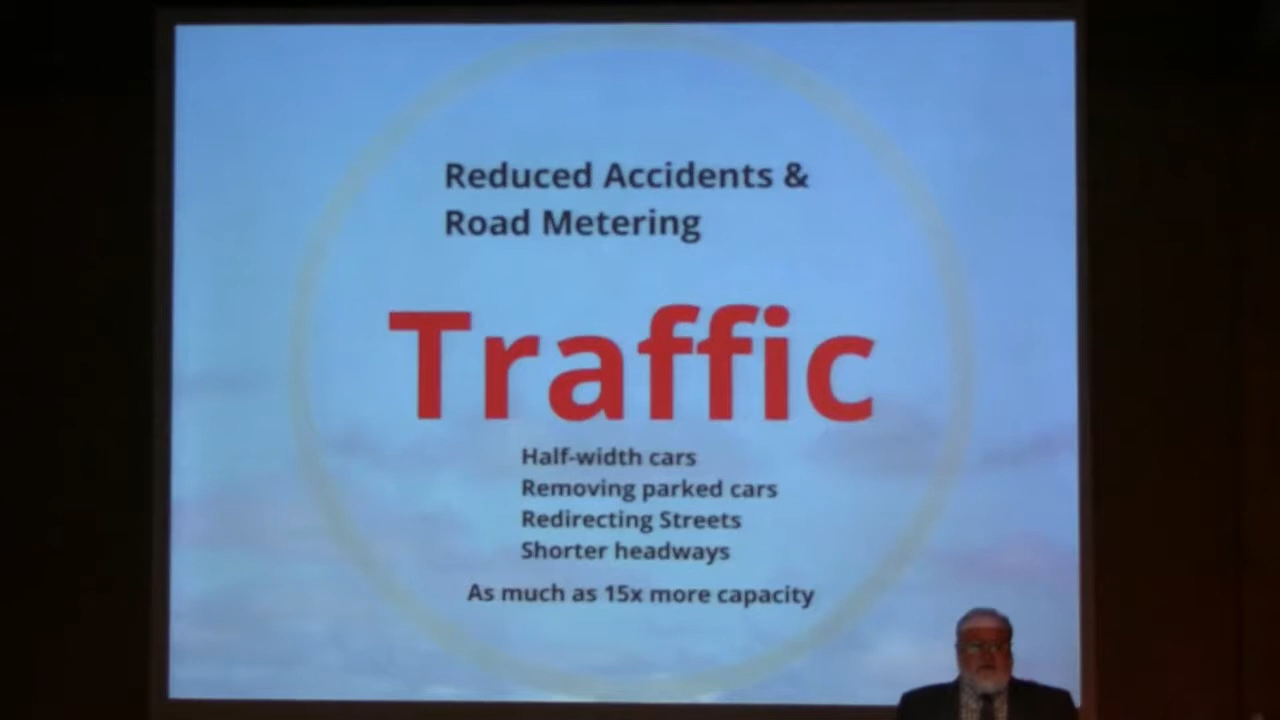 Reduced Accidents &
Road Metering
Traffic
Half-width cars
Removing parked cars
Redirecting Streets
Shorter headways
As much as 15x more capacity